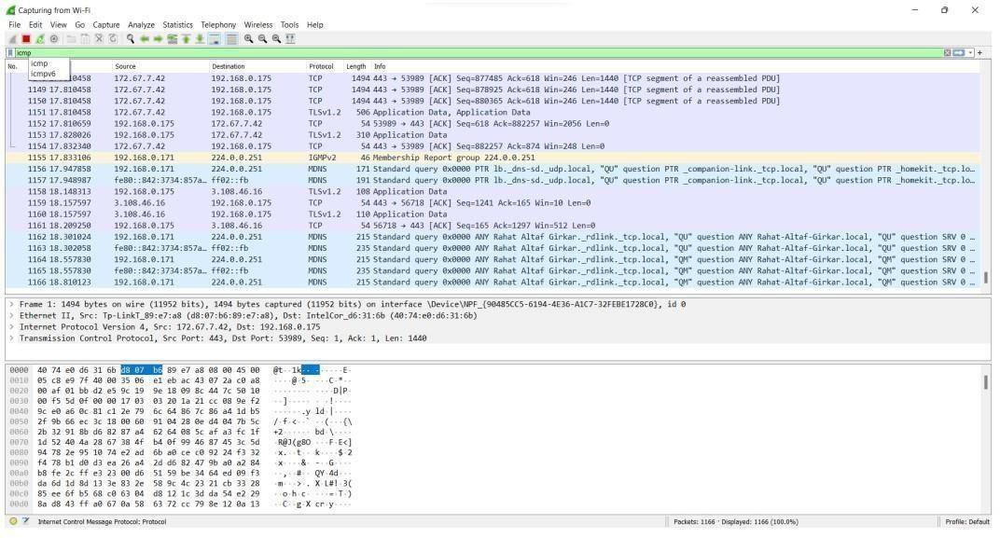 Capturing from Wi-Fi
File Edit View Go Capture Analyze Statistics Telephony Wireless Tools Help
icmp
icmp
icmpv6
No. Source Destination Protocol Length Info
10458 172.67.7.42 192.168.0.175 TCP 1494 443 → 53989 [ACK] Seq=877485 Ack=618 Win=246 Len=1440 [TCP segment of a reassembled PDU]
1149 17.810458 172.67.7.42 192.168.0.175 TCP 1494 443 → 53989 [ACK] Seq=878925 Ack=618 Win=246 Len=1440 [TCP segment of a reassembled PDU]
1150 17.810458 172.67.7.42 192.168.0.175 TCP 1494 443 → 53989 [ACK] Seq=880365 Ack=618 Win=246 Len=1440 [TCP segment of a reassembled PDU]
1151 17.810458 172.67.7.42 192.168.0.175 TLSv1.2 506 Application Data, Application Data
1152 17.810659 192.168.0.175 172.67.7.42 TCP 54 53989 → 443 [ACK] Seq=618 Ack=882257 Win=2056 Len=0
1153 17.828026 192.168.0.175 172.67.7.42 TLSv1.2 310 Application Data
1154 17.832340 172.67.7.42 192.168.0.175 TCP 54 443 → 53989 [ACK] Seq=882257 Ack=874 Win=248 Len=0
1155 17.833106 192.168.0.171 224.0.0.251 IGMPv2 46 Membership Report group 224.0.0.251
1156 17.947858 192.168.0.171 224.0.0.251 MDNS 171 Standard query 0x0000 PTR lb._dns-sd._udp.local, "QU" question PTR _companion-link._tcp.local, "QU" question PTR _homekit._tcp.lo…
1157 17.948987 fe80::842:3734:857a… ff02::fb MDNS 191 Standard query 0x0000 PTR lb._dns-sd._udp.local, "QU" question PTR _companion-link._tcp.local, "QU" question PTR _homekit._tcp.lo…
1158 18.148313 192.168.0.175 3.108.46.16 TLSv1.2 108 Application Data
1159 18.157597 3.108.46.16 192.168.0.175 TCP 54 443 → 56718 [ACK] Seq=1241 Ack=165 Win=10 Len=0
1160 18.157597 3.108.46.16 192.168.0.175 TLSv1.2 110 Application Data
1161 18.209250 192.168.0.175 3.108.46.16 TCP 54 56718 → 443 [ACK] Seq=165 Ack=1297 Win=512 Len=0
1162 18.301024 192.168.0.171 224.0.0.251 MDNS 215 Standard query 0x0000 ANY Rahat Altaf Girkar._rdlink._tcp.local, "QU" question ANY Rahat-Altaf-Girkar.local, "QU" question SRV 0 …
1163 18.302058 fe80::842:3734:857a… ff02::fb MDNS 235 Standard query 0x0000 ANY Rahat Altaf Girkar._rdlink._tcp.local, "QU" question ANY Rahat-Altaf-Girkar.local, "QU" question SRV 0 …
1164 18.557830 192.168.0.171 224.0.0.251 MDNS 215 Standard query 0x0000 ANY Rahat Altaf Girkar._rdlink._tcp.local, "QM" question ANY Rahat-Altaf-Girkar.local, "QM" question SRV 0 …
1165 18.557830 fe80::842:3734:857a… ff02::fb MDNS 235 Standard query 0x0000 ANY Rahat Altaf Girkar._rdlink._tcp.local, "QM" question ANY Rahat-Altaf-Girkar.local, "QM" question SRV 0 …
1166 18.810123 192.168.0.171 224.0.0.251 MDNS 215 Standard query 0x0000 ANY Rahat Altaf Girkar._rdlink._tcp.local, "QM" question ANY Rahat-Altaf-Girkar.local, "QM" question SRV 0 …
> Frame 1: 1494 bytes on wire (11952 bits), 1494 bytes captured (11952 bits) on interface \Device\NPF_{90485CC5-6194-4E36-A1C7-32FEBE1728C0}, id 0
> Ethernet II, Src: Tp-LinkT_89:e7:a8 (d8:07:b6:89:e7:a8), Dst: IntelCor_d6:31:6b (40:74:e0:d6:31:6b)
> Internet Protocol Version 4, Src: 172.67.7.42, Dst: 192.168.0.175
> Transmission Control Protocol, Src Port: 443, Dst Port: 53989, Seq: 1, Ack: 1, Len: 1440
0000 40 74 e0 d6 31 6b d8 07 b6 89 e7 a8 08 00 45 00
0010 05 c8 e9 7f 40 00 35 06 e1 eb ac 43 07 2a c0 a8
0020 00 af 01 bb d2 e5 9c 19 9e 18 09 8c 44 7c 50 10
0030 00 f5 5d 0f 00 00 17 03 03 20 1a 21 cc 08 9e f2
0040 9c e0 a6 0c 81 c1 2e 79 6c 64 86 7c 86 a4 1d b5
0050 2f 9b 66 ec 3c 18 00 60 91 04 28 0e d4 04 7b 5c
0060 2b 32 91 8b d6 82 87 a4 62 64 08 5c af a3 fc 1f
0070 1d 52 40 4a 28 67 38 4f b4 0f 99 46 87 45 3c 5d
0080 94 78 2e 95 10 74 e2 ad 6b a0 ce c0 92 24 f3 32
0090 f4 78 b1 d0 d3 ea 26 a4 2d d6 82 47 9b a0 a2 84
00a0 b8 fe 2c ff e3 23 00 d6 51 59 be 34 64 ed 09 f3
00b0 da 6d 1d 8d 13 3e 83 2e 58 9c 4c 23 21 cb 33 28
00c0 85 ee 6f b5 68 c0 63 04 d8 12 1c 3d da 54 e2 29
00d0 8a d8 43 ff a0 67 0a 58 63 72 cc 79 8e 12 0a 13
Internet Control Message Protocol: Protocol
Packets: 1166 · Displayed: 1166 (100.0%)
Profile: Default